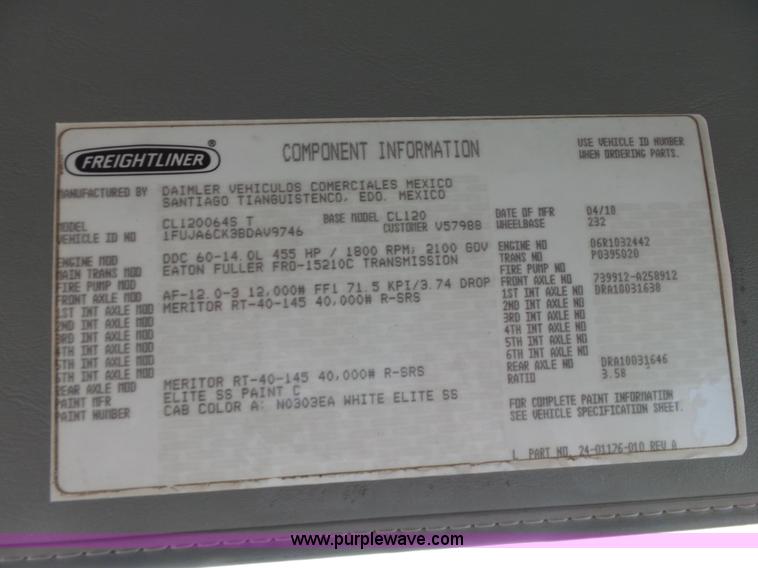 FREIGHTLINER ®
COMPONENT INFORMATION
USE VEHICLE ID NUMBER
WHEN ORDERING PARTS.
MANUFACTURED BY DAIMLER VEHICULOS COMERCIALES MEXICO
SANTIAGO TIANGUISTENCO, EDO. MEXICO
MODEL CL120064S T BASE MODEL CL120 DATE OF MFR 04/10
VEHICLE ID NO 1FUJA6CK3BDAV9746 CUSTOMER V5798B WHEELBASE 232
ENGINE MOD DDC 60-14.0L 455 HP / 1800 RPM; 2100 GOV ENGINE NO 06R1032442
MAIN TRANS MOD EATON FULLER FRO-15210C TRANSMISSION TRANS NO P0395020
FIRE PUMP MOD FIRE PUMP NO
FRONT AXLE MOD AF-12.0-3 12,000# FF1 71.5 KPI/3.74 DROP FRONT AXLE NO 739912-A258912
1ST INT AXLE MOD MERITOR RT-40-145 40,000# R-SRS 1ST INT AXLE NO DRA10031638
2ND INT AXLE MOD 2ND INT AXLE NO
3RD INT AXLE MOD 3RD INT AXLE NO
4TH INT AXLE MOD 4TH INT AXLE NO
5TH INT AXLE MOD 5TH INT AXLE NO
6TH INT AXLE MOD 6TH INT AXLE NO
REAR AXLE MOD MERITOR RT-40-145 40,000# R-SRS REAR AXLE NO DRA10031646
PAINT MFR ELITE SS PAINT C RATIO 3.58
PAINT NUMBER CAB COLOR A: N0303EA WHITE ELITE SS
FOR COMPLETE PAINT INFORMATION
SEE VEHICLE SPECIFICATION SHEET.
L PART NO. 24-01176-010 REV A
www.purplewave.com